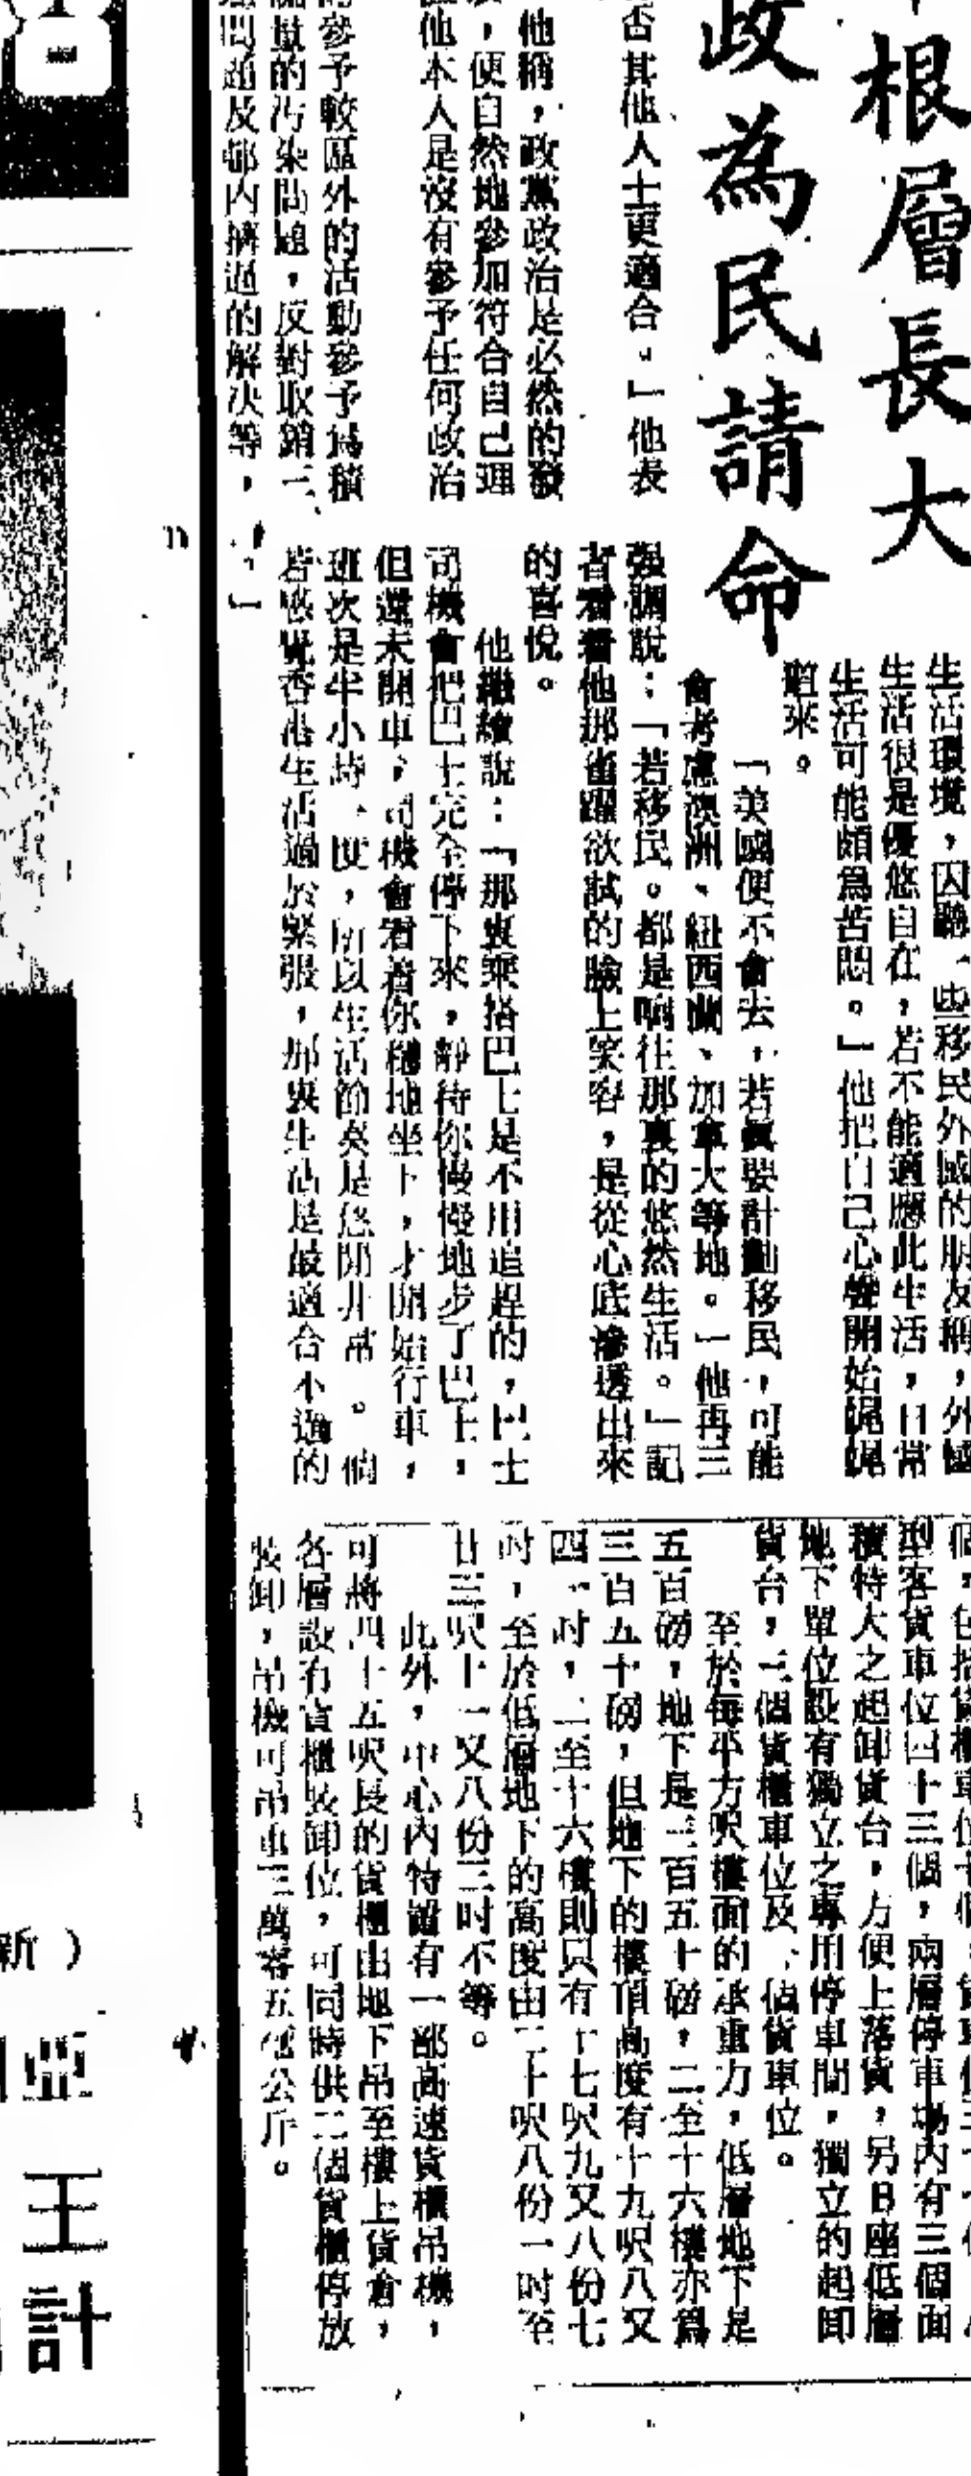 根層長大
政為民請命
否其他人士更適合。」他表
他稱,政黨政治是必然的發
,便自然地參加符合自己理
他本人是沒有參予任何政治
參予較區外的活動參予為積
量的污染問題,反對取銷二
問題及邨內擠迫的解決等,
生活環境,因聽一些移民外國的朋友稱,外國
生活很是優悠自在,若不能適應此生活,日常
生活可能頗為苦悶。」他把自己心聲開始娓娓
道來。
「美國便不會去,若眞要計劃移民,可能
會考慮澳洲、紐西蘭、加拿大等地。」他再三
强調說:「若移民。都是嚮往那裏的悠然生活。」記
者看着他那雀躍欲試的臉上笑容,是從心底滲透出來
的喜悅。
他繼續說:「那裏乘搭巴士是不用追趕的,巴士
司機會把巴士完全停下來,靜待你慢慢地步了巴士,
但還未開車,司機會看着你穩地坐下,才開始行車,
班次是半小時一度,所以生活節奏是悠閒非常。倘
若感覺香港生活過於緊張,那裏生活是最適合不過的
。」
個,包括貨櫃車位
型客貨車位四十三個,兩層停車場內有三個面
積特大之起卸貨台,方便上落貨,另B座低層
地下單位設有獨立之專用停車間,獨立的起卸
貨台,三個貨櫃車位及一個貨車位。
至於每平方呎樓面的承重力,低層地下是
五百磅,地下是三百五十磅,二至十六樓亦為
三百五十磅,但地下的樓頂高度有十九呎八又
四一吋,二至十六樓則只有十七呎九又八份七
吋,至於低層地下的高度由二十呎八份一吋至
廿三呎十一又八份三吋不等。
此外,中心內特設有一部高速貨櫃吊機,
可將四十五呎長的貨櫃由地下吊至樓上貨倉,
各層設有貨櫃裝卸位,可同時供二個貨櫃停放
裝卸,吊機可吊重三萬零五佰公斤。
新)
亞
王
計